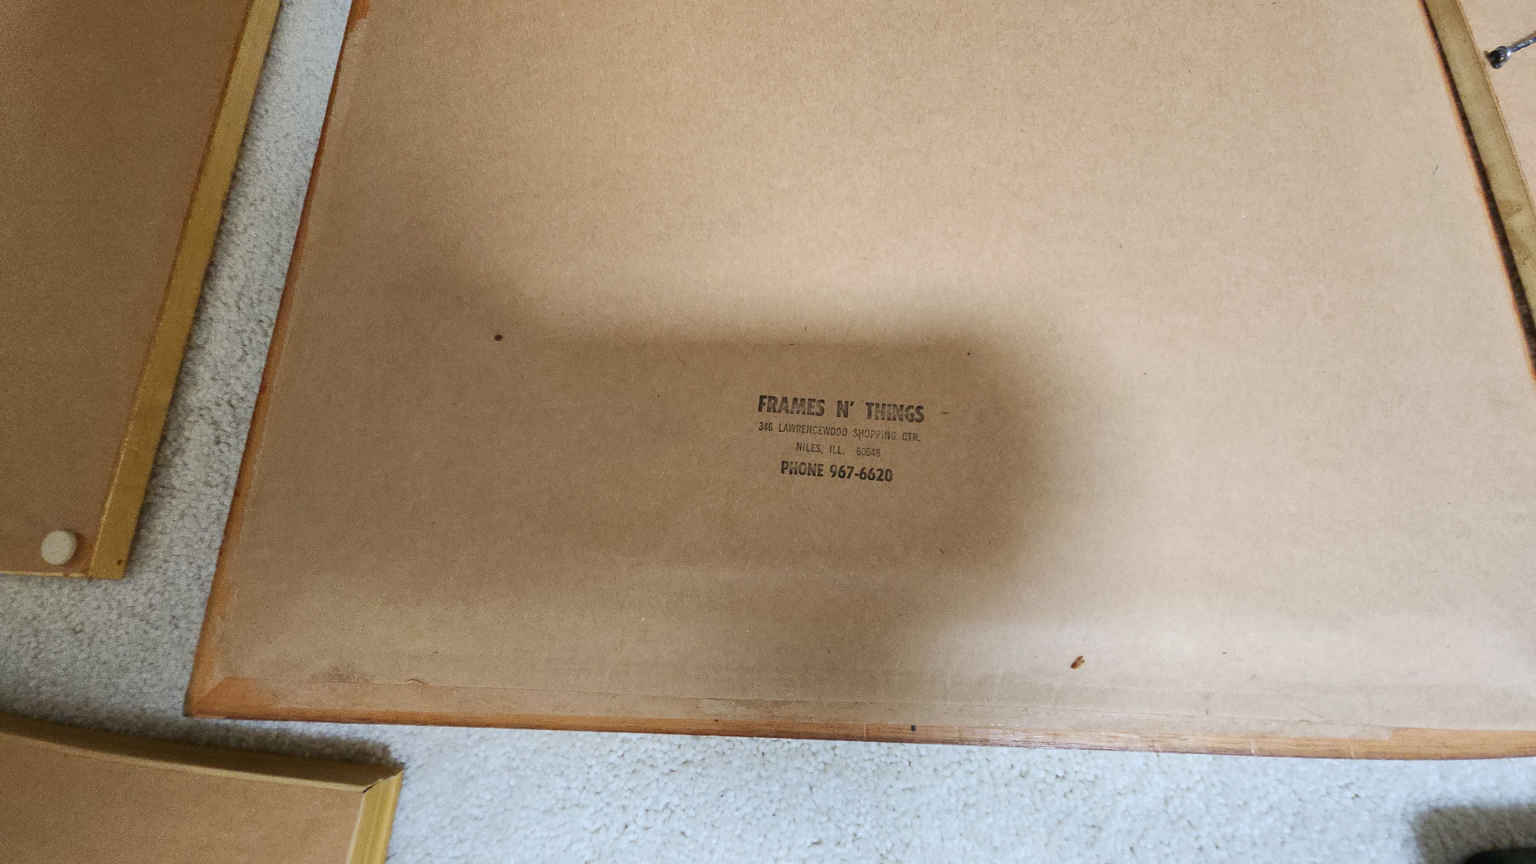 FRAMES N' THINGS
346 LAWRENCEWOOD SHOPPING CTR.
NILES, ILL. 60648
PHONE 967-6620